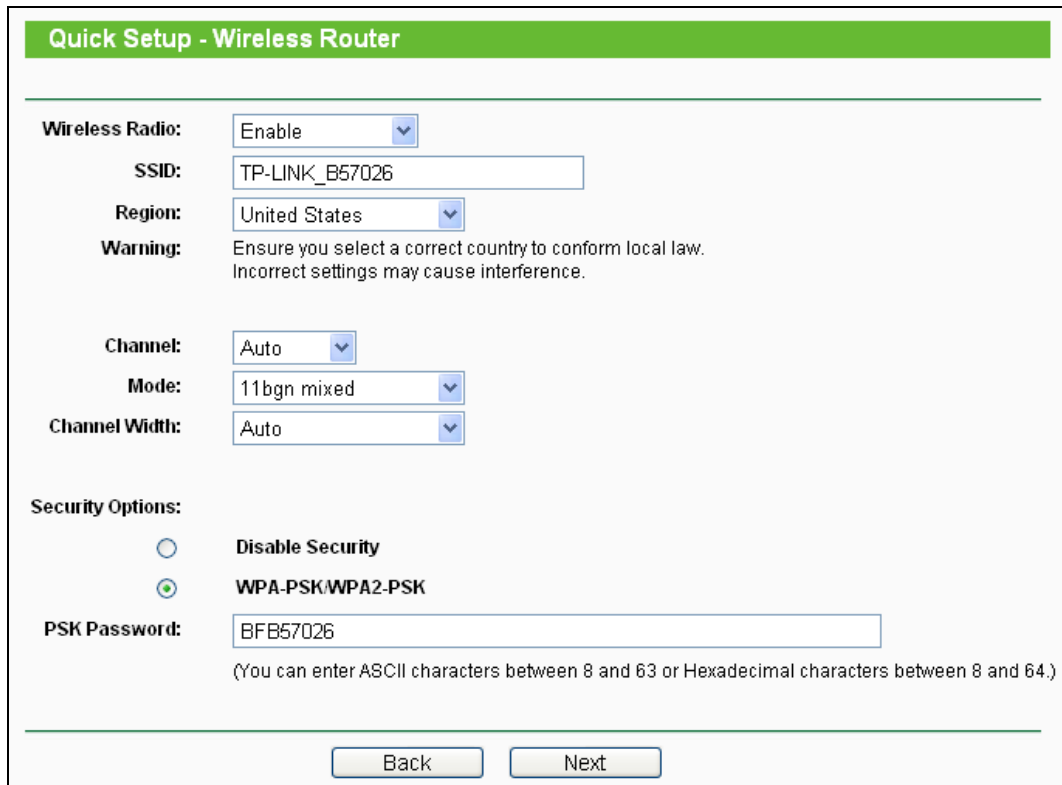 Quick Setup - Wireless Router
Wireless Radio: Enable
SSID: TP-LINK_B57026
Region: United States
Warning: Ensure you select a correct country to conform local law.
Incorrect settings may cause interference.
Channel: Auto
Mode: 11bgn mixed
Channel Width: Auto
Security Options:
Disable Security
WPA-PSK/WPA2-PSK
PSK Password: BFB57026
(You can enter ASCII characters between 8 and 63 or Hexadecimal characters between 8 and 64.)
Back Next